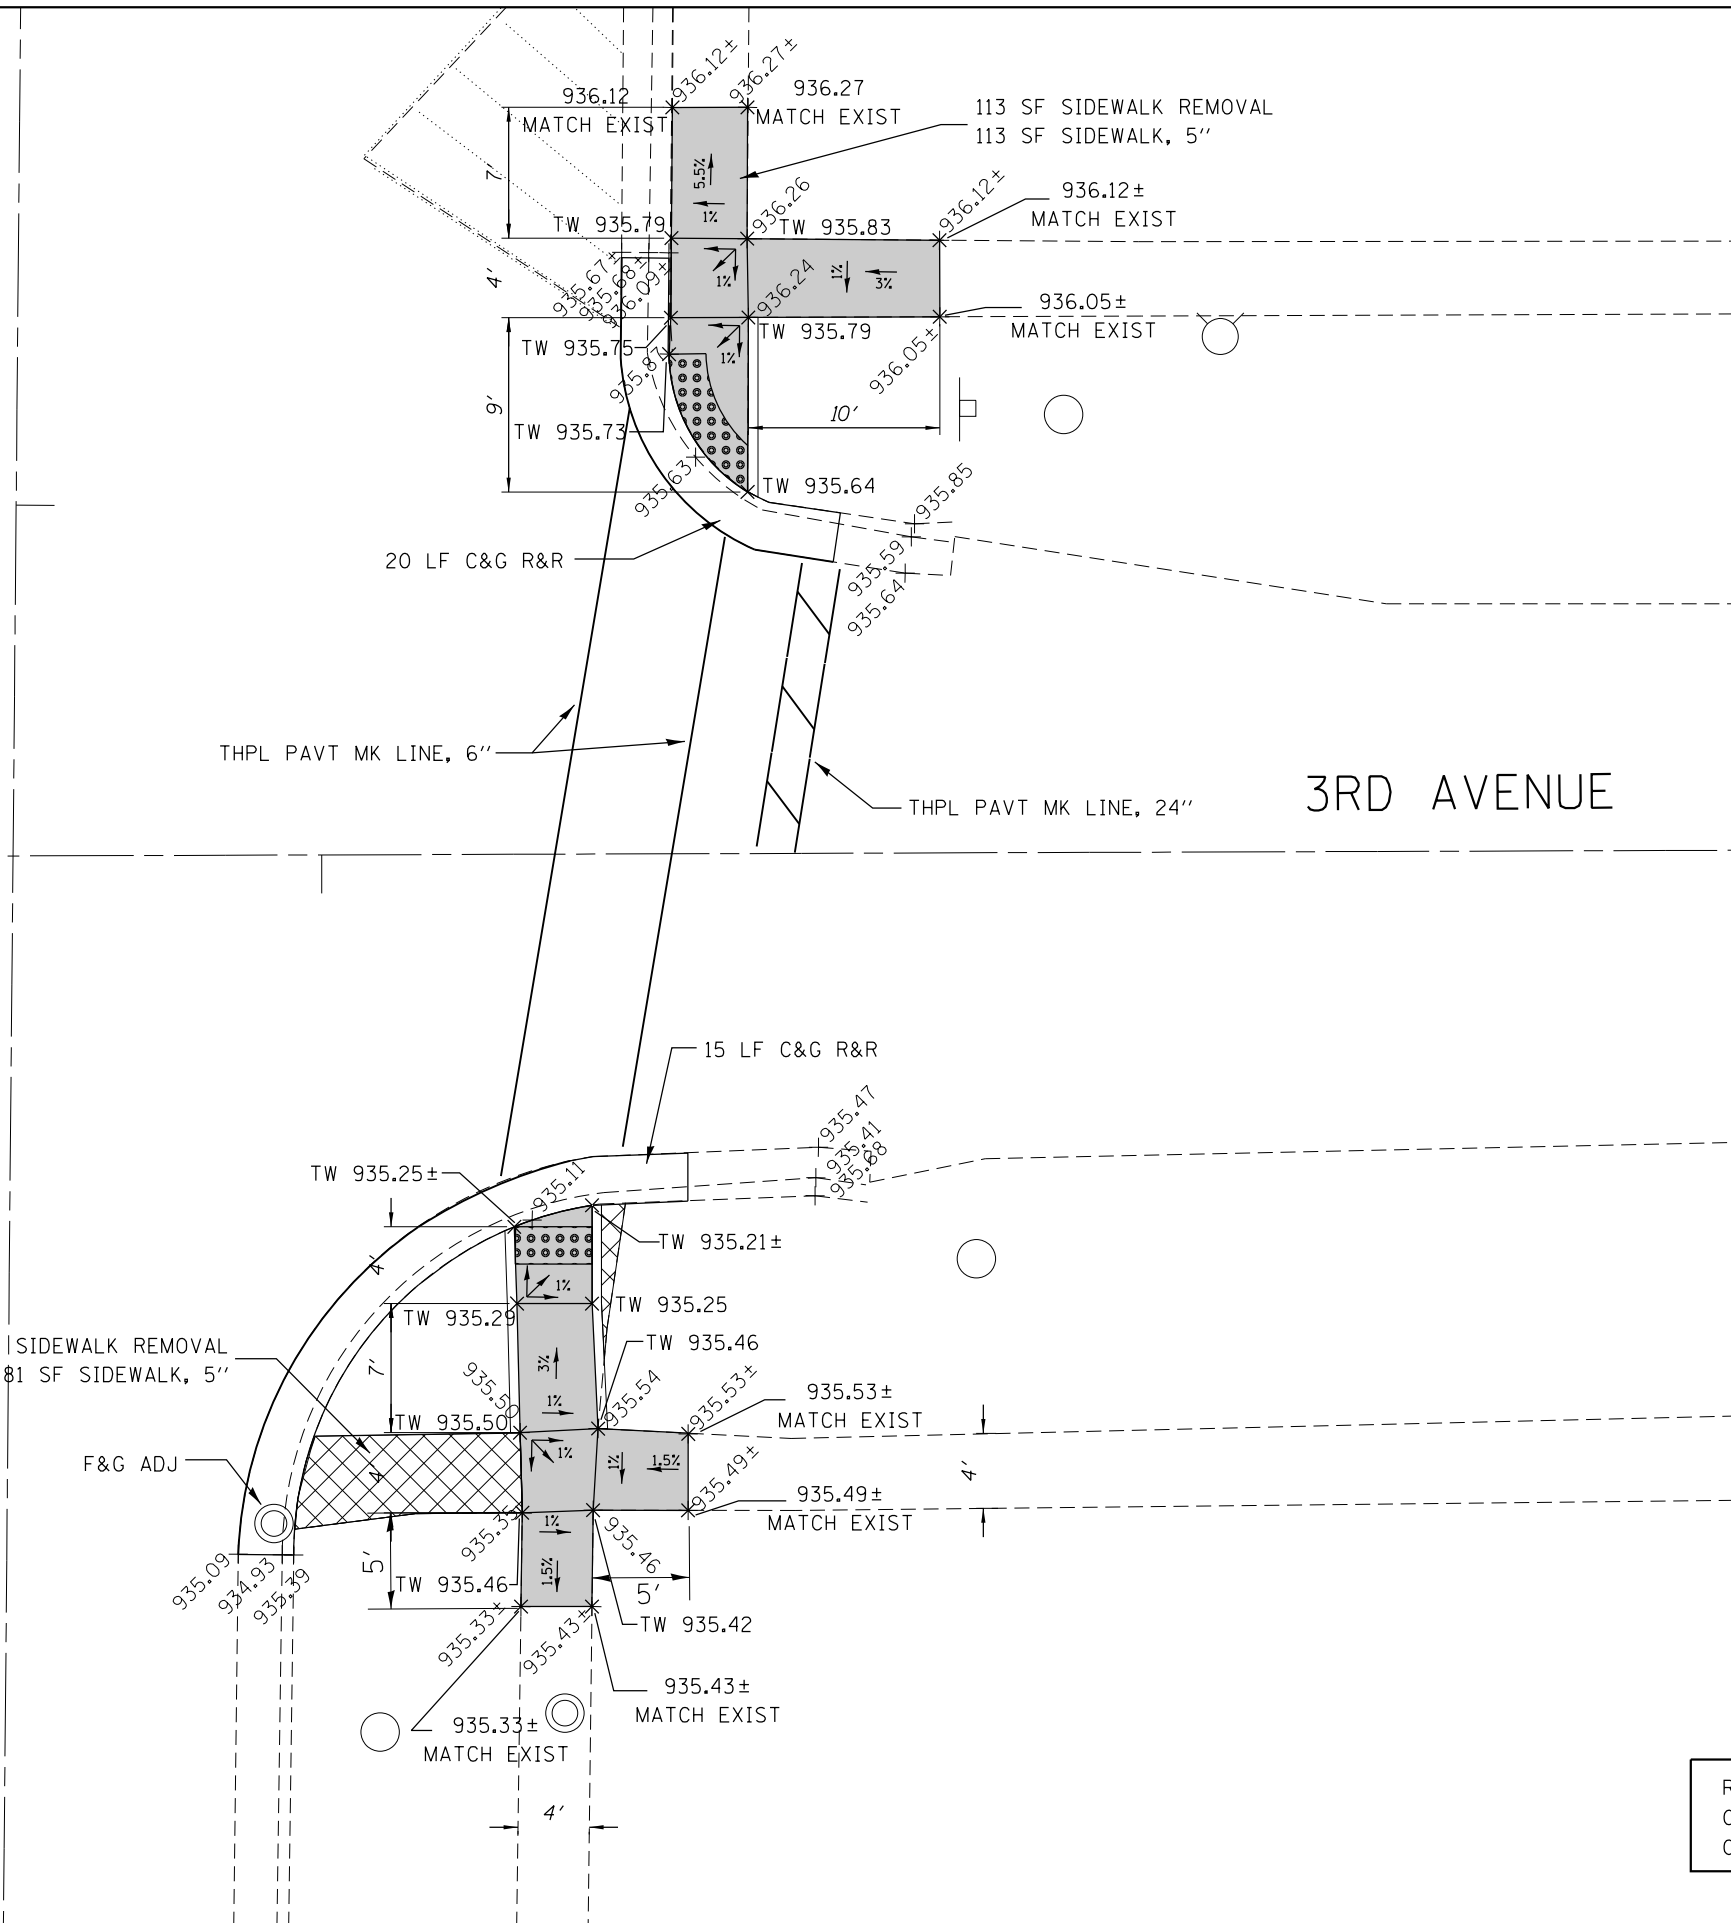 936.12±
936.27±
936.12
MATCH EXIST
936.27
MATCH EXIST
113 SF SIDEWALK REMOVAL
113 SF SIDEWALK, 5''
7'
5.5%
1%
936.26
936.12±
936.12±
MATCH EXIST
TW 935.79
TW 935.83
4'
935.67±
935.68±
936.09±
1%
936.24
1%
3%
936.05±
MATCH EXIST
TW 935.75
TW 935.79
1%
935.87
936.05±
9'
10'
TW 935.73
935.63
TW 935.64
935.85
20 LF C&G R&R
935.59
935.64
THPL PAVT MK LINE, 6''
THPL PAVT MK LINE, 24''
3RD AVENUE
15 LF C&G R&R
935.47
935.41
935.68
TW 935.25±
935.11
TW 935.21±
4'
1%
TW 935.29
TW 935.25
SIDEWALK REMOVAL
81 SF SIDEWALK, 5''
TW 935.46
7'
3%
935.50
935.54
935.53±
935.53±
MATCH EXIST
1%
TW 935.50
F&G ADJ
4'
1%
1%
1.5%
935.49±
935.49±
MATCH EXIST
4'
935.35
1%
935.46
935.09
934.93
935.39
5'
TW 935.46
1.5%
5'
935.33±
935.43±
TW 935.42
935.43±
MATCH EXIST
935.33±
MATCH EXIST
4'
R